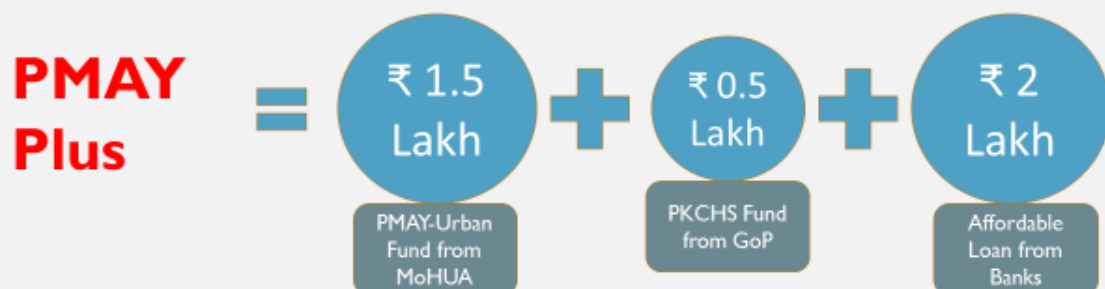 PMAY
Plus
=
₹ 1.5
Lakh
+
₹ 0.5
Lakh
+
₹ 2
Lakh
PMAY-Urban
Fund from
MoHUA
PKCHS Fund
from GoP
Affordable
Loan from
Banks